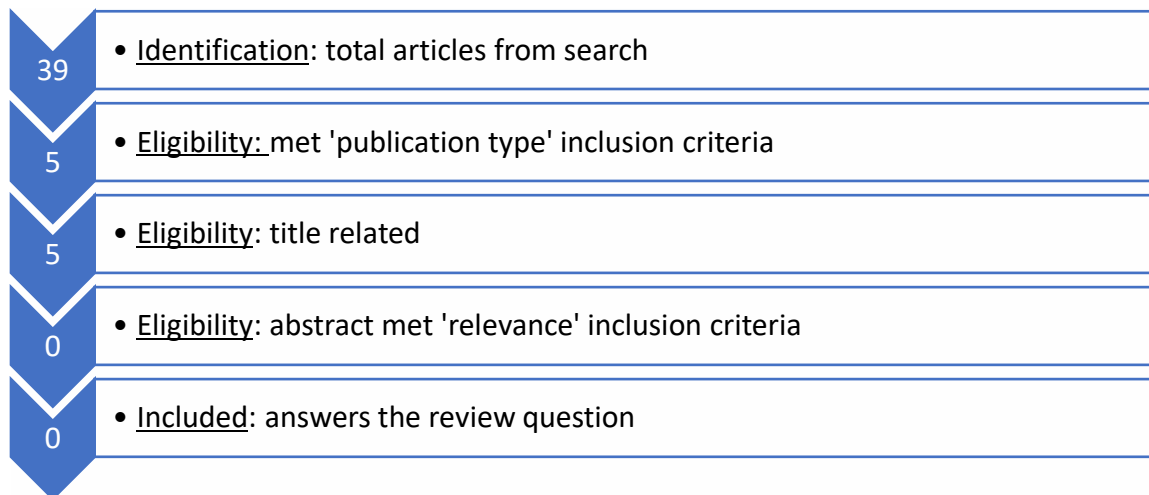 39
• Identification: total articles from search
5
• Eligibility: met 'publication type' inclusion criteria
5
• Eligibility: title related
0
• Eligibility: abstract met 'relevance' inclusion criteria
0
• Included: answers the review question